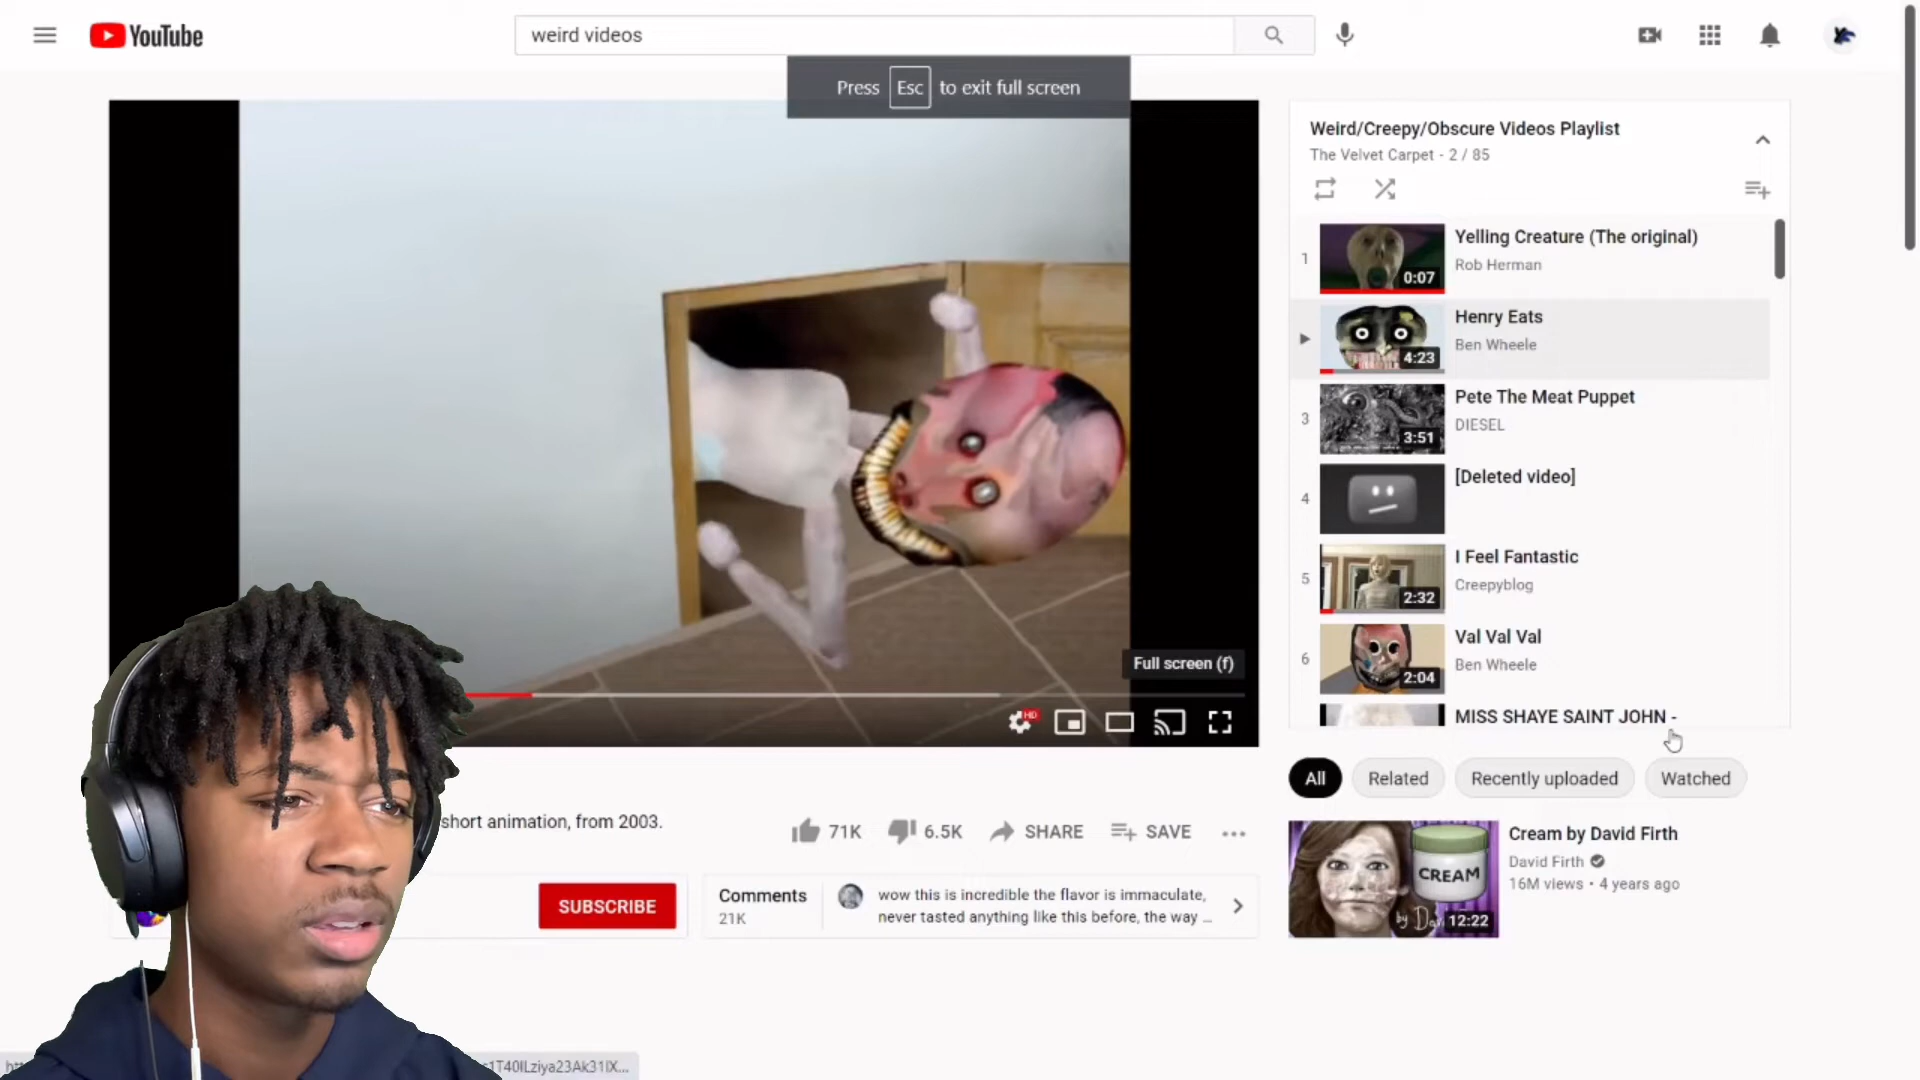 YouTube
weird videos
Press Esc to exit full screen
Full screen (f)
HD
short animation, from 2003.
71K
6.5K
SHARE
SAVE
SUBSCRIBE
Comments
21K
wow this is incredible the flavor is immaculate,
never tasted anything like this before, the way ...
Weird/Creepy/Obscure Videos Playlist
The Velvet Carpet - 2 / 85
1
0:07
Yelling Creature (The original)
Rob Herman
4:23
Henry Eats
Ben Wheele
3
3:51
Pete The Meat Puppet
DIESEL
4
[Deleted video]
5
2:32
I Feel Fantastic
Creepyblog
6
2:04
Val Val Val
Ben Wheele
MISS SHAYE SAINT JOHN -
All
Related
Recently uploaded
Watched
CREAM
by Dav
12:22
Cream by David Firth
David Firth
16M views • 4 years ago